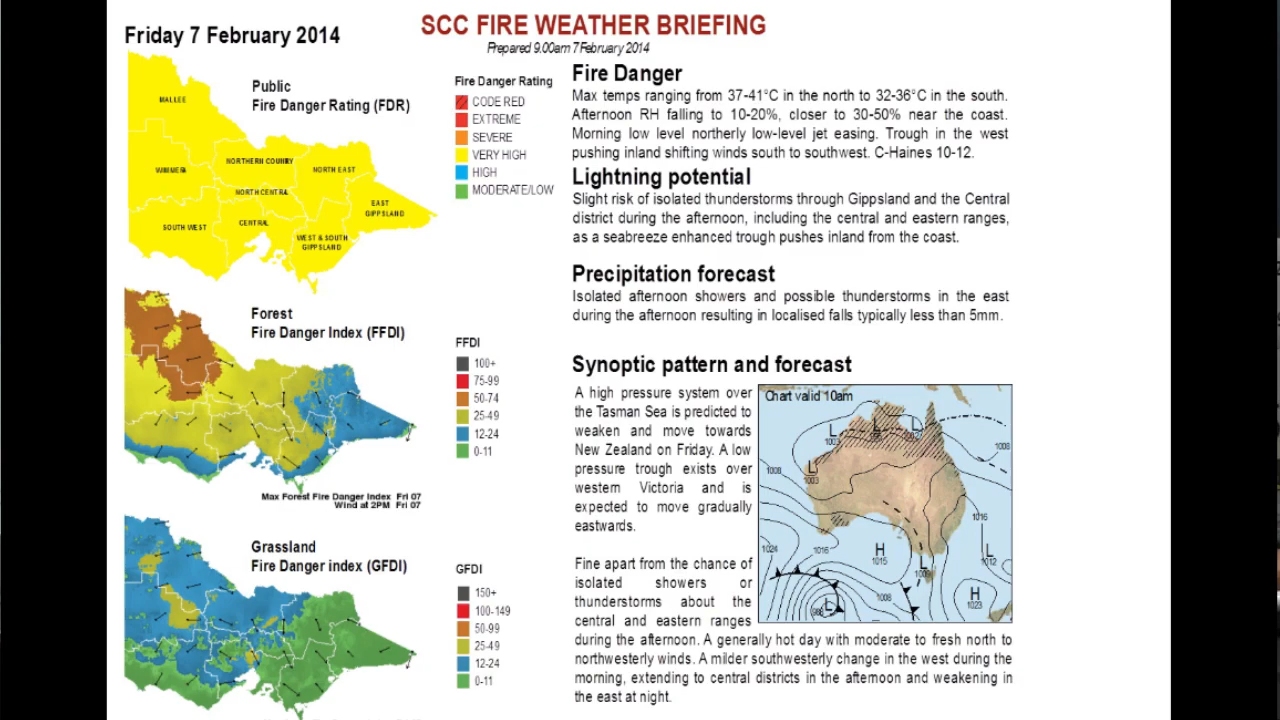 Friday 7 February 2014
SCC FIRE WEATHER BRIEFING
Prepared 9.00am 7 February 2014
Public
Fire Danger Rating (FDR)
MALLEE
WIMMERA
NORTHERN COUNTRY
NORTH EAST
NORTH CENTRAL
EAST
GIPPSLAND
SOUTH WEST
CENTRAL
WEST & SOUTH
GIPPSLAND
Fire Danger Rating
CODE RED
EXTREME
SEVERE
VERY HIGH
HIGH
MODERATE/LOW
Forest
Fire Danger Index (FFDI)
FFDI
100+
75-99
50-74
25-49
12-24
0-11
Max Forest Fire Danger Index Fri 07
Wind at 2PM Fri 07
Grassland
Fire Danger index (GFDI)
GFDI
150+
100-149
50-99
25-49
12-24
0-11
Fire Danger
Max temps ranging from 37-41°C in the north to 32-36°C in the south.
Afternoon RH falling to 10-20%, closer to 30-50% near the coast.
Morning low level northerly low-level jet easing. Trough in the west
pushing inland shifting winds south to southwest. C-Haines 10-12.
Lightning potential
Slight risk of isolated thunderstorms through Gippsland and the Central
district during the afternoon, including the central and eastern ranges,
as a seabreeze enhanced trough pushes inland from the coast.
Precipitation forecast
Isolated afternoon showers and possible thunderstorms in the east
during the afternoon resulting in localised falls typically less than 5mm.
Synoptic pattern and forecast
A high pressure system over
the Tasman Sea is predicted to
weaken and move towards
New Zealand on Friday. A low
pressure trough exists over
western Victoria and is
expected to move gradually
eastwards.
Fine apart from the chance of
isolated showers or
thunderstorms about the
central and eastern ranges
during the afternoon. A generally hot day with moderate to fresh north to
northwesterly winds. A milder southwesterly change in the west during the
morning, extending to central districts in the afternoon and weakening in
the east at night.
Chart valid 10am
L
1003
L
L
1008
1008
L
1003
1016
1024
1016
H
1015
L
1012
L
1009
1008
H
1023
L